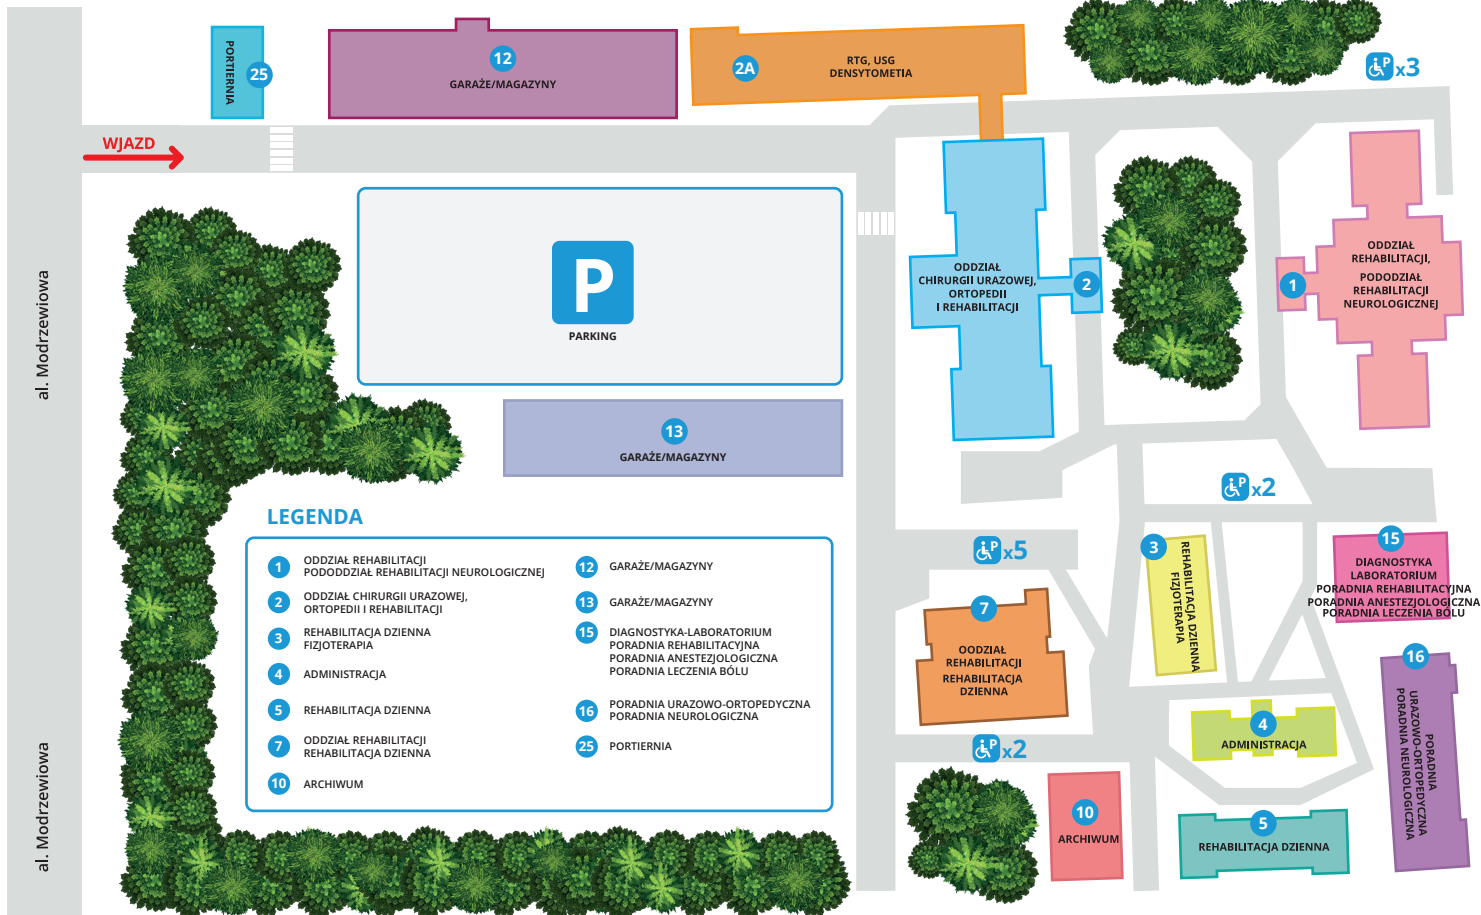 PORTIERNIA
25
12
GARAŻE/MAGAZYNY
2A
RTG, USG
DENSYTOMETIA
P
x3
WJAZD
al. Modrzewiowa
P
PARKING
ODDZIAŁ
CHIRURGII URAZOWEJ,
ORTOPEDII
I REHABILITACJI
2
1
ODDZIAŁ
REHABILITACJI,
PODODZIAŁ
REHABILITACJI
NEUROLOGICZNEJ
13
GARAŻE/MAGAZYNY
P
x2
P
x5
3
REHABILITACJA DZIENNA
FIZJOTERAPIA
15
DIAGNOSTYKA
LABORATORIUM
PORADNIA REHABILITACYJNA
PORADNIA ANESTEZJOLOGICZNA
PORADNIA LECZENIA BÓLU
7
OODZIAŁ
REHABILITACJI
REHABILITACJA
DZIENNA
16
PORADNIA
URAZOWO-ORTOPEDYCZNA
PORADNIA NEUROLOGICZNA
4
ADMINISTRACJA
P
x2
10
ARCHIWUM
5
REHABILITACJA DZIENNA
al. Modrzewiowa
LEGENDA
1 ODDZIAŁ REHABILITACJI
PODODDZIAŁ REHABILITACJI NEUROLOGICZNEJ
2 ODDZIAŁ CHIRURGII URAZOWEJ,
ORTOPEDII I REHABILITACJI
3 REHABILITACJA DZIENNA
FIZJOTERAPIA
4 ADMINISTRACJA
5 REHABILITACJA DZIENNA
7 ODDZIAŁ REHABILITACJI
REHABILITACJA DZIENNA
10 ARCHIWUM
12 GARAŻE/MAGAZYNY
13 GARAŻE/MAGAZYNY
15 DIAGNOSTYKA-LABORATORIUM
PORADNIA REHABILITACYJNA
PORADNIA ANESTEZJOLOGICZNA
PORADNIA LECZENIA BÓLU
16 PORADNIA URAZOWO-ORTOPEDYCZNA
PORADNIA NEUROLOGICZNA
25 PORTIERNIA